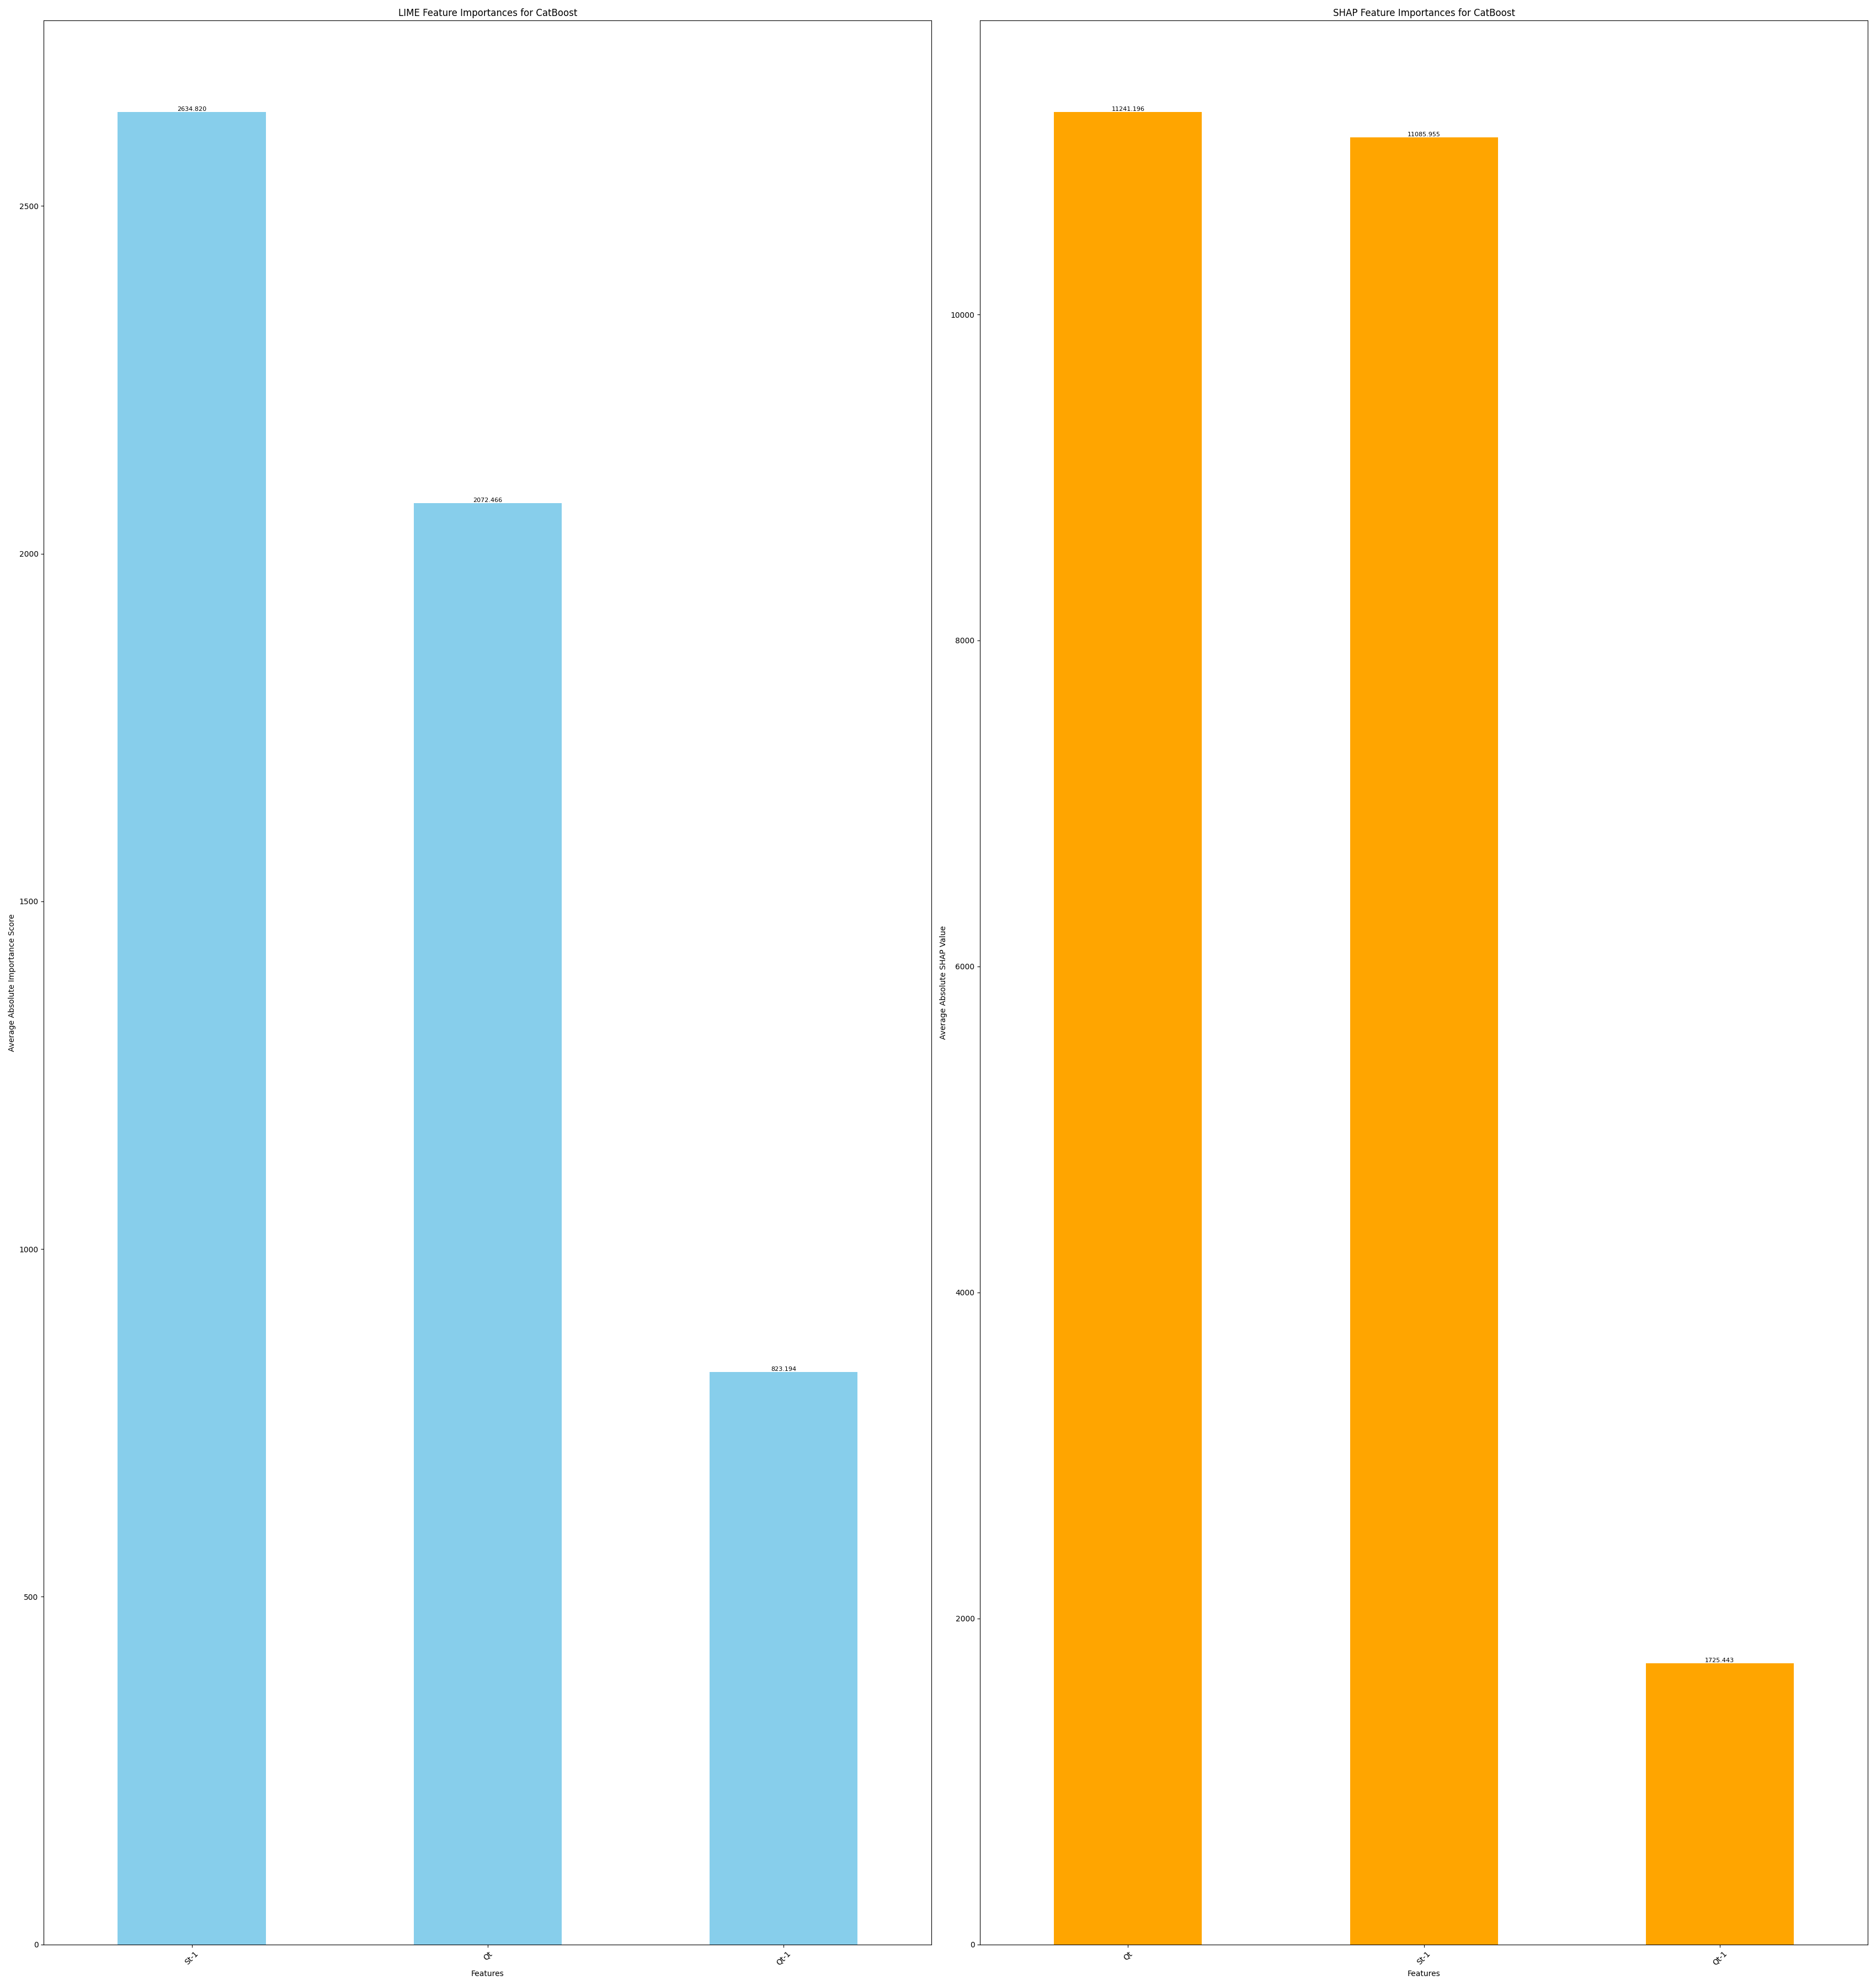 LIME Feature Importances for CatBoost
Average Absolute Importance Score
2500
2000
1500
1000
500
0
2634.820
2072.466
823.194
St-1
Qt
Qt-1
Features
SHAP Feature Importances for CatBoost
Average Absolute SHAP Value
10000
8000
6000
4000
2000
0
11241.196
11085.955
1725.443
Qt
St-1
Qt-1
Features